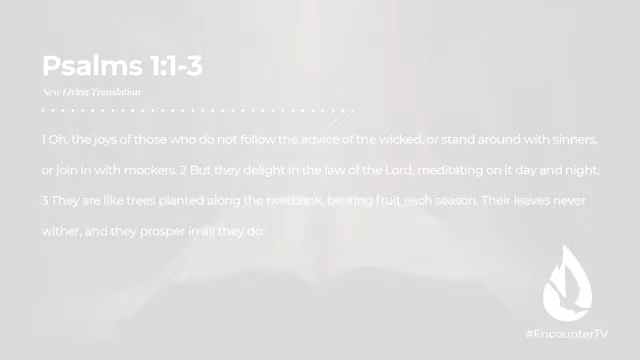 Psalms 1:1-3
New Living Translation
1 Oh, the joys of those who do not follow the advice of the wicked, or stand around with sinners,
or join in with mockers. 2 But they delight in the law of the Lord, meditating on it day and night.
3 They are like trees planted along the riverbank, bearing fruit each season. Their leaves never
wither, and they prosper in all they do.
#EncounterTV